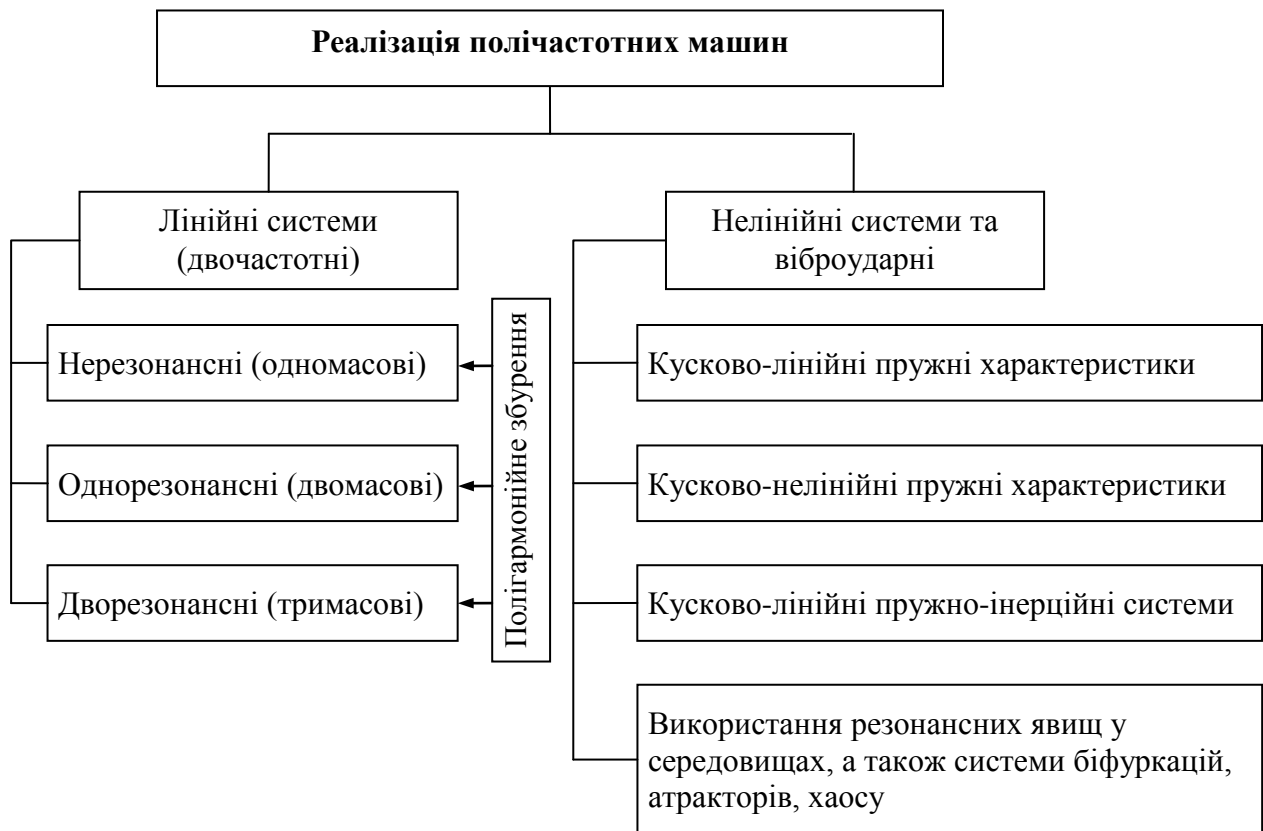 Реалізація полічастотних машин
Лінійні системи
(двочастотні)
Нерезонансні (одномасові)
Однорезонансні (двомасові)
Дворезонансні (тримасові)
Полігармонійне збурення
Нелінійні системи та
віброударні
Кусково-лінійні пружні характеристики
Кусково-нелінійні пружні характеристики
Кусково-лінійні пружно-інерційні системи
Використання резонансних явищ у
середовищах, а також системи біфуркацій,
атракторів, хаосу